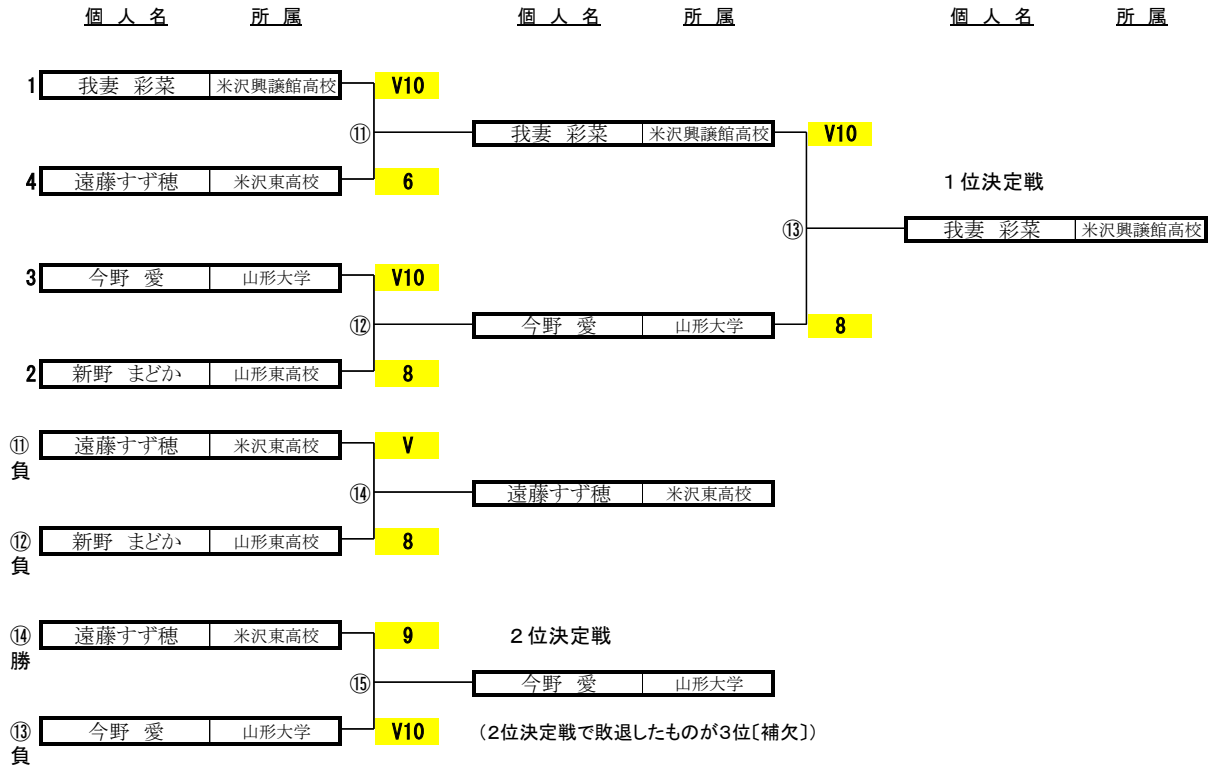 個 人 名 所 属 個 人 名 所 属 個 人 名 所 属
1 我妻 彩菜 米沢興譲館高校 V10
⑪ 我妻 彩菜 米沢興譲館高校 V10
4 遠藤すず穂 米沢東高校 6 1位決定戦
⑬ 我妻 彩菜 米沢興譲館高校
3 今野 愛 山形大学 V10
⑫ 今野 愛 山形大学 8
2 新野 まどか 山形東高校 8
⑪ 遠藤すず穂 米沢東高校 V
負
⑭ 遠藤すず穂 米沢東高校
⑫ 新野 まどか 山形東高校 8
負
⑭ 遠藤すず穂 米沢東高校 9 2位決定戦
勝
⑮ 今野 愛 山形大学
⑬ 今野 愛 山形大学 V10 （2位決定戦で敗退したものが3位〔補欠〕）
負